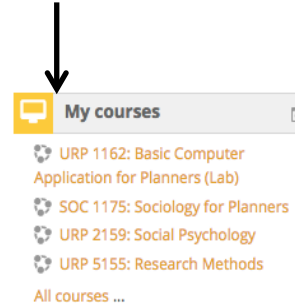 My courses
URP 1162: Basic Computer
Application for Planners (Lab)
SOC 1175: Sociology for Planners
URP 2159: Social Psychology
URP 5155: Research Methods
All courses ...